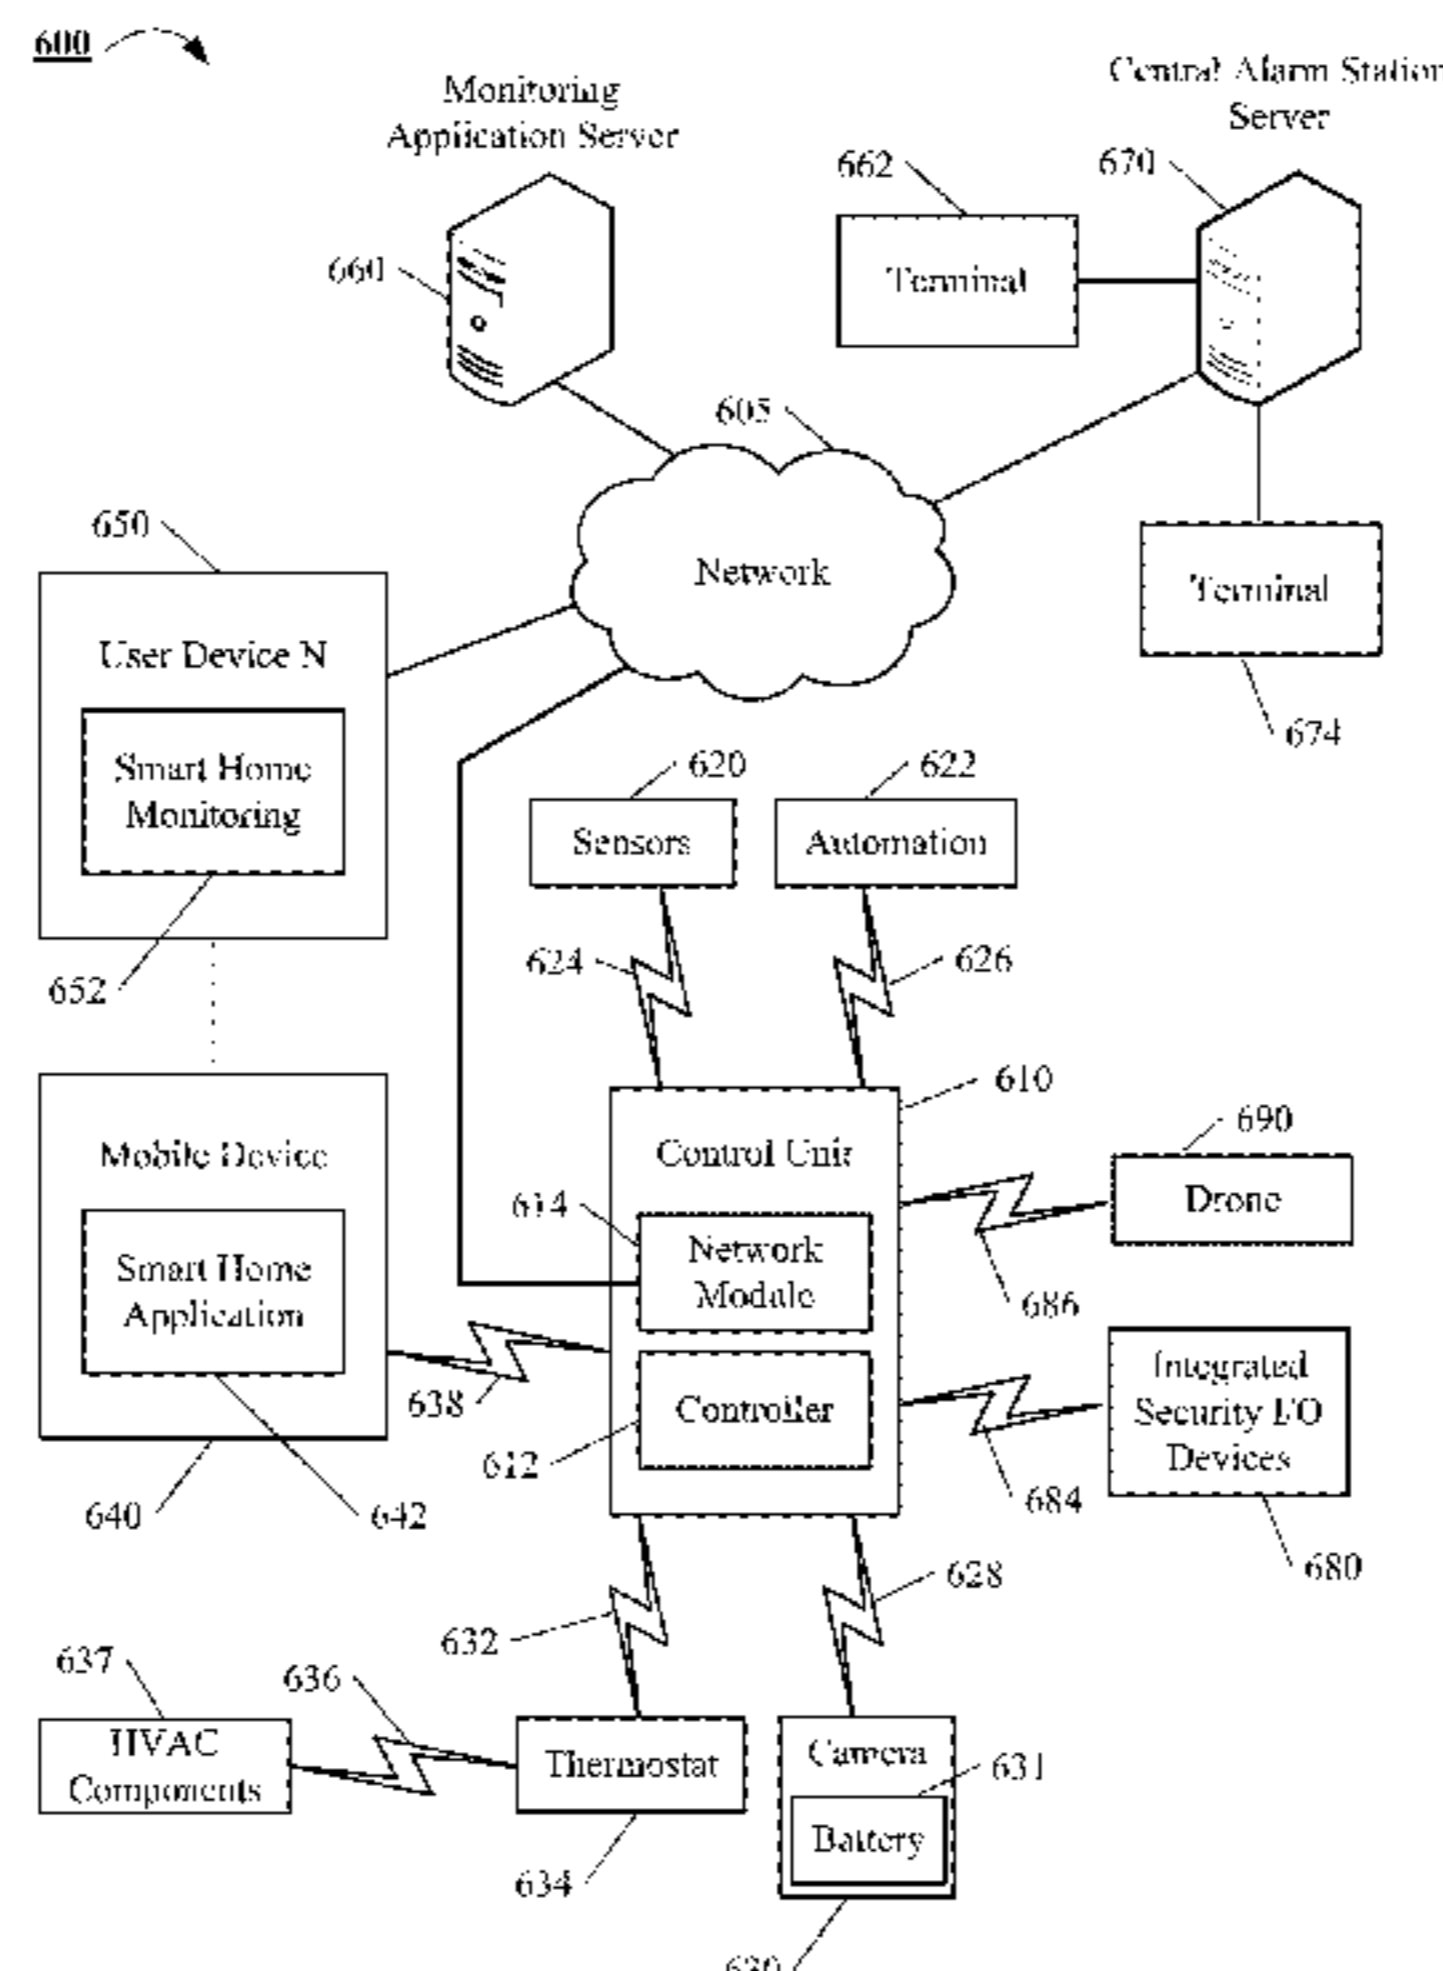 600
Monitoring
Application Server
660
Central Alarm Station
Server
662
670
Terminal
605
Network
650
User Device N
Smart Home
Monitoring
652
Terminal
674
620
622
Sensors
Automation
624
626
610
Control Unit
614
Network
Module
Controller
612
690
Drone
686
Integrated
Security I/O
Devices
684
680
Mobile Device
Smart Home
Application
638
640
642
632
628
637
636
HVAC
Components
Thermostat
634
Camera
631
Battery
630